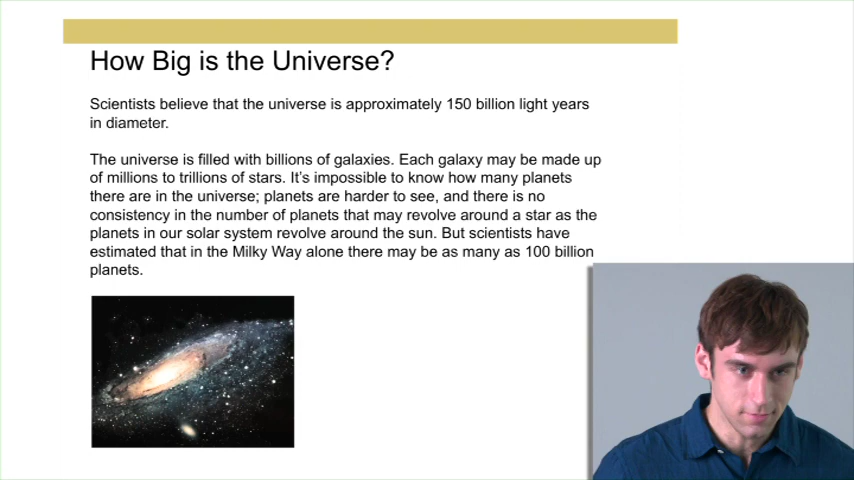 How Big is the Universe?
Scientists believe that the universe is approximately 150 billion light years
in diameter.
The universe is filled with billions of galaxies. Each galaxy may be made up
of millions to trillions of stars. It’s impossible to know how many planets
there are in the universe; planets are harder to see, and there is no
consistency in the number of planets that may revolve around a star as the
planets in our solar system revolve around the sun. But scientists have
estimated that in the Milky Way alone there may be as many as 100 billion
planets.